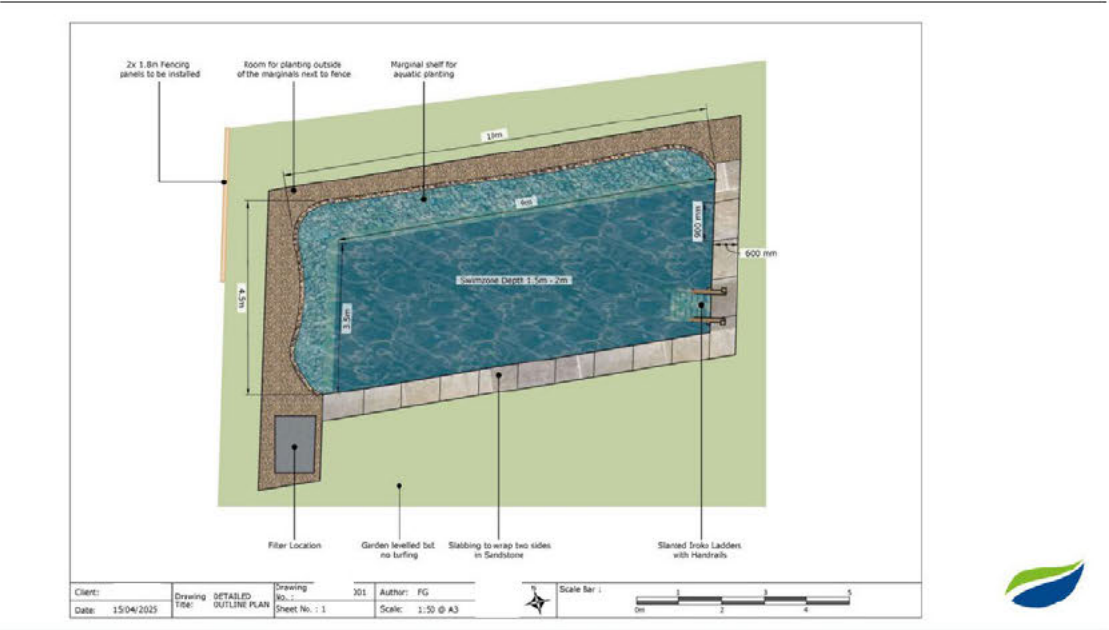 2x 1.8m Fencing
panels to be installed
Room for planting outside
of the marginals next to fence
Marginal shelf for
aquatic planting
10m
9m
900 mm
600 mm
Swimzone Depth 1.5m - 2m
4.5m
3.5m
Filter Location
Garden levelled but
no turfing
Slabbing to wrap two sides
in Sandstone
Slanted Iroko Ladders
with Handrails
Client:
Date: 15/04/2025
Drawing
Title:
DETAILED
OUTLINE PLAN
Drawing
No. : 001
Sheet No. : 1
Author: FG
Scale: 1:50 @ A3
N
Scale Bar :
1 3 5
0m 2 4